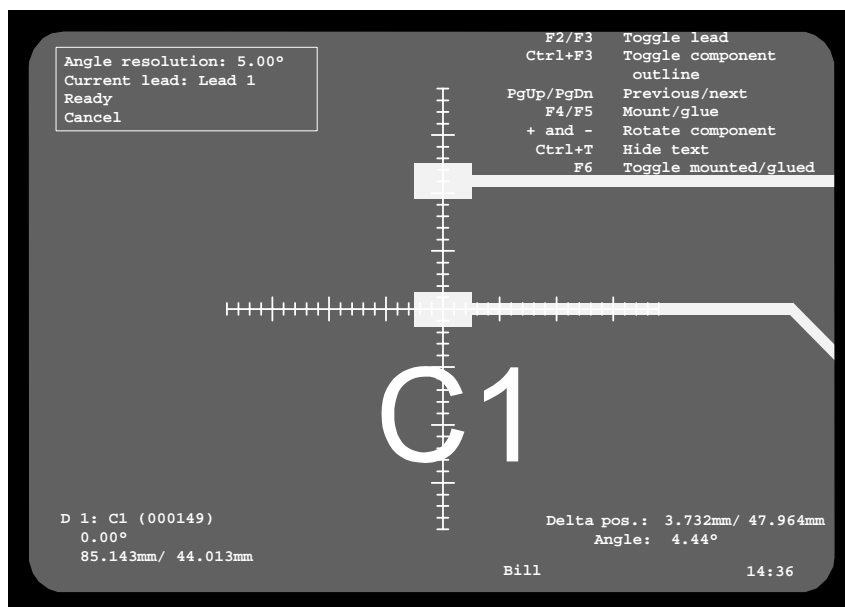 Angle resolution: 5.00°
Current lead: Lead 1
Ready
Cancel
F2/F3 Toggle lead
Ctrl+F3 Toggle component
outline
PgUp/PgDn Previous/next
F4/F5 Mount/glue
+ and - Rotate component
Ctrl+T Hide text
F6 Toggle mounted/glued
C1
D 1: C1 (000149)
0.00°
85.143mm/ 44.013mm
Delta pos.: 3.732mm/ 47.964mm
Angle: 4.44°
Bill 14:36